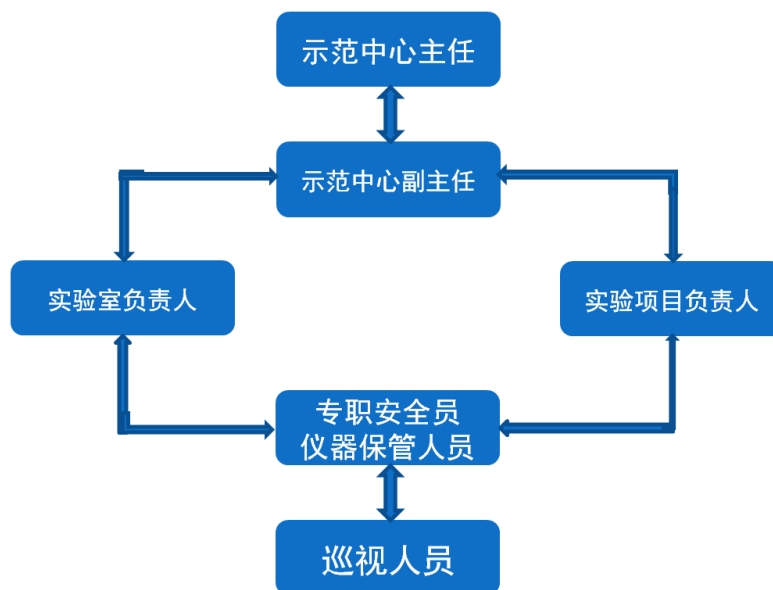 示范中心主任
示范中心副主任
实验室负责人
实验项目负责人
专职安全员
仪器保管人员
巡视人员